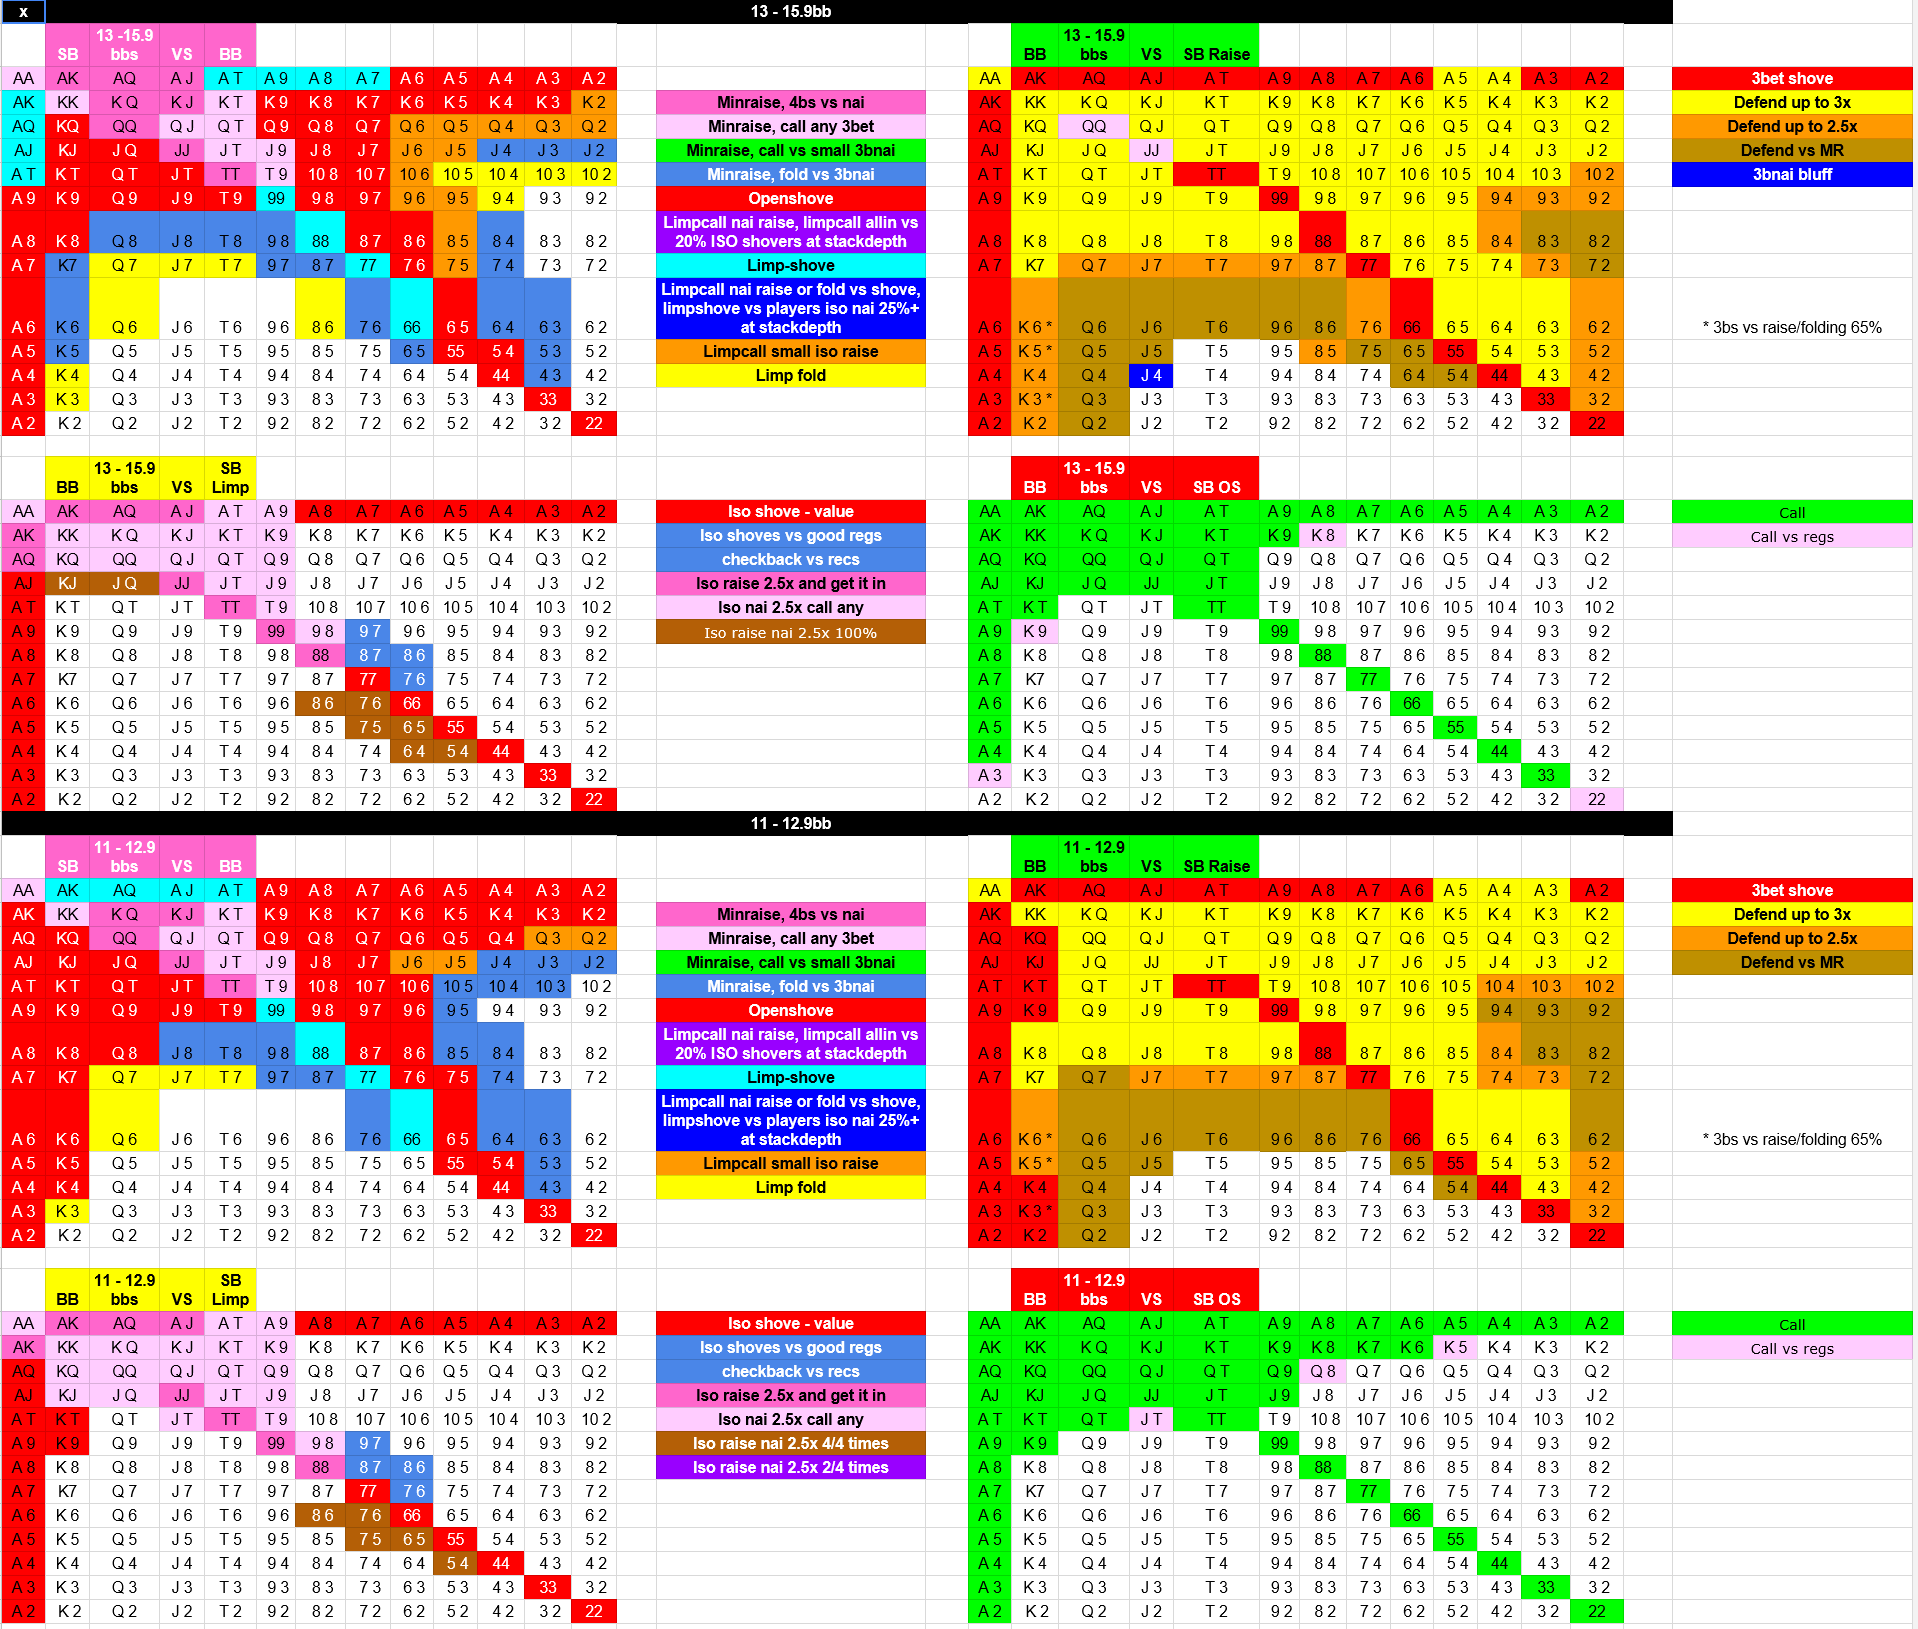 x 13 - 15.9bb
SB 13 -15.9 bbs VS BB
AA AK AQ AJ AT A9 A8 A7 A6 A5 A4 A3 A2
AK KK KQ KJ KT K9 K8 K7 K6 K5 K4 K3 K2
AQ KQ QQ QJ QT Q9 Q8 Q7 Q6 Q5 Q4 Q3 Q2
AJ KJ JQ JJ JT J9 J8 J7 J6 J5 J4 J3 J2
AT KT QT JT TT T9 108 107 106 105 104 103 102
A9 K9 Q9 J9 T9 99 98 97 96 95 94 93 92
A8 K8 Q8 J8 T8 98 88 87 86 85 84 83 82
A7 K7 Q7 J7 T7 97 87 77 76 75 74 73 72
A6 K6 Q6 J6 T6 96 86 76 66 65 64 63 62
A5 K5 Q5 J5 T5 95 85 75 65 55 54 53 52
A4 K4 Q4 J4 T4 94 84 74 64 54 44 43 42
A3 K3 Q3 J3 T3 93 83 73 63 53 43 33 32
A2 K2 Q2 J2 T2 92 82 72 62 52 42 32 22
Minraise, 4bs vs nai
Minraise, call any 3bet
Minraise, call vs small 3bnai
Minraise, fold vs 3bnai
Openshove
Limpcall nai raise, limpcall allin vs
20% ISO shovers at stackdepth
Limp-shove
Limpcall nai raise or fold vs shove,
limpshove vs players iso nai 25%+
at stackdepth
Limpcall small iso raise
Limp fold
BB 13 -15.9 bbs VS SB Raise
AA AK AQ AJ AT A9 A8 A7 A6 A5 A4 A3 A2
AK KK KQ KJ KT K9 K8 K7 K6 K5 K4 K3 K2
AQ KQ QQ QJ QT Q9 Q8 Q7 Q6 Q5 Q4 Q3 Q2
AJ KJ JQ JJ JT J9 J8 J7 J6 J5 J4 J3 J2
AT KT QT JT TT T9 108 107 106 105 104 103 102
A9 K9 Q9 J9 T9 99 98 97 96 95 94 93 92
A8 K8 Q8 J8 T8 98 88 87 86 85 84 83 82
A7 K7 Q7 J7 T7 97 87 77 76 75 74 73 72
A6 K6 * Q6 J6 T6 96 86 76 66 65 64 63 62
A5 K5 * Q5 J5 T5 95 85 75 65 55 54 53 52
A4 K4 Q4 J4 T4 94 84 74 64 54 44 43 42
A3 K3 * Q3 J3 T3 93 83 73 63 53 43 33 32
A2 K2 Q2 J2 T2 92 82 72 62 52 42 32 22
3bet shove
Defend up to 3x
Defend up to 2.5x
Defend vs MR
3bnai bluff
* 3bs vs raise/folding 65%
BB 13 - 15.9 bbs VS SB Limp
AA AK AQ AJ AT A9 A8 A7 A6 A5 A4 A3 A2
AK KK KQ KJ KT K9 K8 K7 K6 K5 K4 K3 K2
AQ KQ QQ QJ QT Q9 Q8 Q7 Q6 Q5 Q4 Q3 Q2
AJ KJ JQ JJ JT J9 J8 J7 J6 J5 J4 J3 J2
AT KT QT JT TT T9 108 107 106 105 104 103 102
A9 K9 Q9 J9 T9 99 98 97 96 95 94 93 92
A8 K8 Q8 J8 T8 98 88 87 86 85 84 83 82
A7 K7 Q7 J7 T7 97 87 77 76 75 74 73 72
A6 K6 Q6 J6 T6 96 86 76 66 65 64 63 62
A5 K5 Q5 J5 T5 95 85 75 65 55 54 53 52
A4 K4 Q4 J4 T4 94 84 74 64 54 44 43 42
A3 K3 Q3 J3 T3 93 83 73 63 53 43 33 32
A2 K2 Q2 J2 T2 92 82 72 62 52 42 32 22
Iso shove - value
Iso shoves vs good regs
checkback vs recs
Iso raise 2.5x and get it in
Iso nai 2.5x call any
Iso raise nai 2.5x 100%
BB 13 - 15.9 bbs VS SB OS
AA AK AQ AJ AT A9 A8 A7 A6 A5 A4 A3 A2
AK KK KQ KJ KT K9 K8 K7 K6 K5 K4 K3 K2
AQ KQ QQ QJ QT Q9 Q8 Q7 Q6 Q5 Q4 Q3 Q2
AJ KJ JQ JJ JT J9 J8 J7 J6 J5 J4 J3 J2
AT KT QT JT TT T9 108 107 106 105 104 103 102
A9 K9 Q9 J9 T9 99 98 97 96 95 94 93 92
A8 K8 Q8 J8 T8 98 88 87 86 85 84 83 82
A7 K7 Q7 J7 T7 97 87 77 76 75 74 73 72
A6 K6 Q6 J6 T6 96 86 76 66 65 64 63 62
A5 K5 Q5 J5 T5 95 85 75 65 55 54 53 52
A4 K4 Q4 J4 T4 94 84 74 64 54 44 43 42
A3 K3 Q3 J3 T3 93 83 73 63 53 43 33 32
A2 K2 Q2 J2 T2 92 82 72 62 52 42 32 22
Call
Call vs regs
11 - 12.9bb
SB 11 - 12.9 bbs VS BB
AA AK AQ AJ AT A9 A8 A7 A6 A5 A4 A3 A2
AK KK KQ KJ KT K9 K8 K7 K6 K5 K4 K3 K2
AQ KQ QQ QJ QT Q9 Q8 Q7 Q6 Q5 Q4 Q3 Q2
AJ KJ JQ JJ JT J9 J8 J7 J6 J5 J4 J3 J2
AT KT QT JT TT T9 108 107 106 105 104 103 102
A9 K9 Q9 J9 T9 99 98 97 96 95 94 93 92
A8 K8 Q8 J8 T8 98 88 87 86 85 84 83 82
A7 K7 Q7 J7 T7 97 87 77 76 75 74 73 72
A6 K6 Q6 J6 T6 96 86 76 66 65 64 63 62
A5 K5 Q5 J5 T5 95 85 75 65 55 54 53 52
A4 K4 Q4 J4 T4 94 84 74 64 54 44 43 42
A3 K3 Q3 J3 T3 93 83 73 63 53 43 33 32
A2 K2 Q2 J2 T2 92 82 72 62 52 42 32 22
Minraise, 4bs vs nai
Minraise, call any 3bet
Minraise, call vs small 3bnai
Minraise, fold vs 3bnai
Openshove
Limpcall nai raise, limpcall allin vs
20% ISO shovers at stackdepth
Limp-shove
Limpcall nai raise or fold vs shove,
limpshove vs players iso nai 25%+
at stackdepth
Limpcall small iso raise
Limp fold
BB 11 - 12.9 bbs VS SB Raise
AA AK AQ AJ AT A9 A8 A7 A6 A5 A4 A3 A2
AK KK KQ KJ KT K9 K8 K7 K6 K5 K4 K3 K2
AQ KQ QQ QJ QT Q9 Q8 Q7 Q6 Q5 Q4 Q3 Q2
AJ KJ JQ JJ JT J9 J8 J7 J6 J5 J4 J3 J2
AT KT QT JT TT T9 108 107 106 105 104 103 102
A9 K9 Q9 J9 T9 99 98 97 96 95 94 93 92
A8 K8 Q8 J8 T8 98 88 87 86 85 84 83 82
A7 K7 Q7 J7 T7 97 87 77 76 75 74 73 72
A6 K6 * Q6 J6 T6 96 86 76 66 65 64 63 62
A5 K5 * Q5 J5 T5 95 85 75 65 55 54 53 52
A4 K4 Q4 J4 T4 94 84 74 64 54 44 43 42
A3 K3 * Q3 J3 T3 93 83 73 63 53 43 33 32
A2 K2 Q2 J2 T2 92 82 72 62 52 42 32 22
3bet shove
Defend up to 3x
Defend up to 2.5x
Defend vs MR
* 3bs vs raise/folding 65%
BB 11 - 12.9 bbs VS SB Limp
AA AK AQ AJ AT A9 A8 A7 A6 A5 A4 A3 A2
AK KK KQ KJ KT K9 K8 K7 K6 K5 K4 K3 K2
AQ KQ QQ QJ QT Q9 Q8 Q7 Q6 Q5 Q4 Q3 Q2
AJ KJ JQ JJ JT J9 J8 J7 J6 J5 J4 J3 J2
AT KT QT JT TT T9 108 107 106 105 104 103 102
A9 K9 Q9 J9 T9 99 98 97 96 95 94 93 92
A8 K8 Q8 J8 T8 98 88 87 86 85 84 83 82
A7 K7 Q7 J7 T7 97 87 77 76 75 74 73 72
A6 K6 Q6 J6 T6 96 86 76 66 65 64 63 62
A5 K5 Q5 J5 T5 95 85 75 65 55 54 53 52
A4 K4 Q4 J4 T4 94 84 74 64 54 44 43 42
A3 K3 Q3 J3 T3 93 83 73 63 53 43 33 32
A2 K2 Q2 J2 T2 92 82 72 62 52 42 32 22
Iso shove - value
Iso shoves vs good regs
checkback vs recs
Iso raise 2.5x and get it in
Iso nai 2.5x call any
Iso raise nai 2.5x 4/4 times
Iso raise nai 2.5x 2/4 times
BB 11 - 12.9 bbs VS SB OS
AA AK AQ AJ AT A9 A8 A7 A6 A5 A4 A3 A2
AK KK KQ KJ KT K9 K8 K7 K6 K5 K4 K3 K2
AQ KQ QQ QJ QT Q9 Q8 Q7 Q6 Q5 Q4 Q3 Q2
AJ KJ JQ JJ JT J9 J8 J7 J6 J5 J4 J3 J2
AT KT QT JT TT T9 108 107 106 105 104 103 102
A9 K9 Q9 J9 T9 99 98 97 96 95 94 93 92
A8 K8 Q8 J8 T8 98 88 87 86 85 84 83 82
A7 K7 Q7 J7 T7 97 87 77 76 75 74 73 72
A6 K6 Q6 J6 T6 96 86 76 66 65 64 63 62
A5 K5 Q5 J5 T5 95 85 75 65 55 54 53 52
A4 K4 Q4 J4 T4 94 84 74 64 54 44 43 42
A3 K3 Q3 J3 T3 93 83 73 63 53 43 33 32
A2 K2 Q2 J2 T2 92 82 72 62 52 42 32 22
Call
Call vs regs